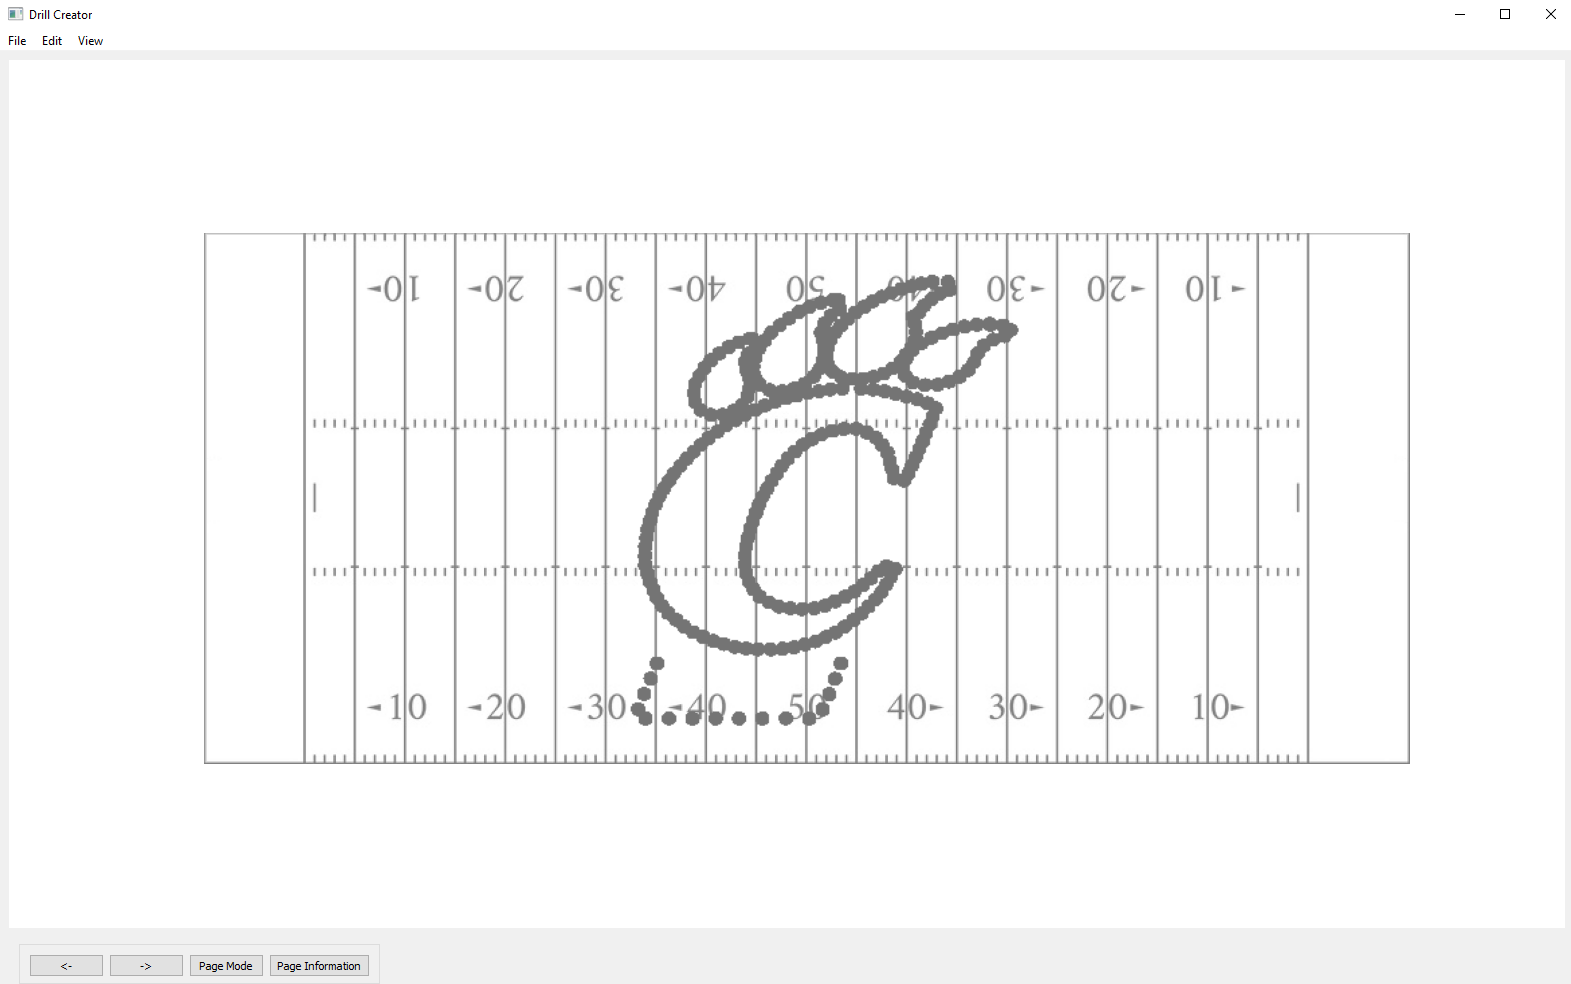 Drill Creator
File Edit View
◄10 ◄20 ◄30 ◄40 50 40 30► 20► 10►
◄10 ◄20 ◄30 ◄40 50 40► 30► 20► 10►
<- -> Page Mode Page Information